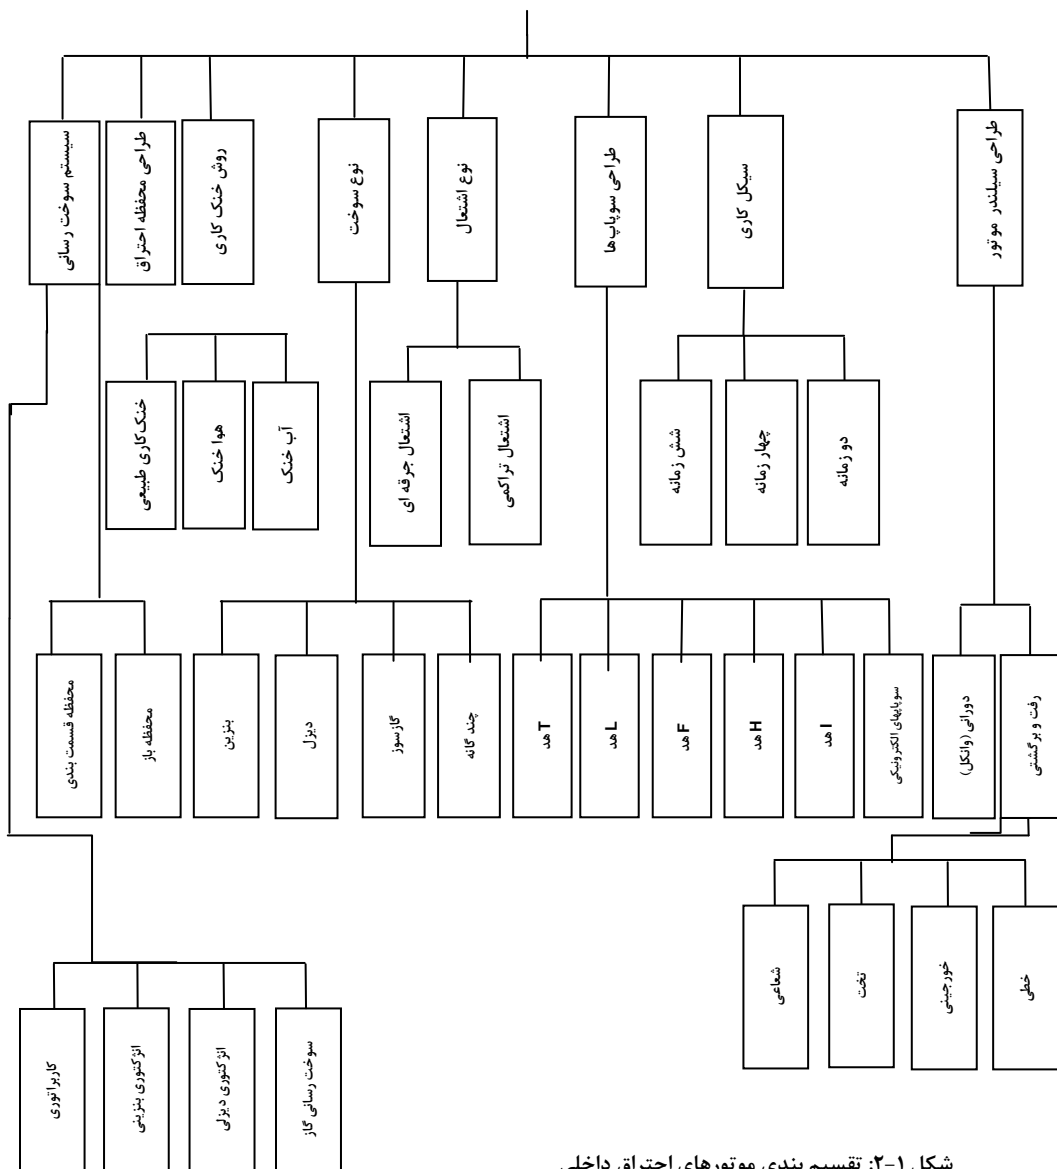 طراحی سیلندر موتور
سیکل کاری
طراحی سوپاپ‌ها
نوع اشتعال
نوع سوخت
روش خنک کاری
طراحی محفظه احتراق
سیستم سوخت رسانی
دو زمانه
چهار زمانه
شش زمانه
اشتعال تراکمی
اشتعال جرقه ای
آب خنک
هوا خنک
خنک‌کاری طبیعی
رفت و برگشتی
دورانی (وانکل)
سوپاپهای الکترونیکی
I هد
H هد
F هد
L هد
T هد
چند گانه
گازسوز
دیزل
بنزین
محفظه باز
محفظه قسمت بندی
خطی
خورجینی
تخت
شعاعی
سوخت رسانی گاز
انژکتوری دیزلی
انژکتوری بنزینی
کاربراتوری
شکل ۱-۲: تقسیم بندی موتورهای احتراق داخلی